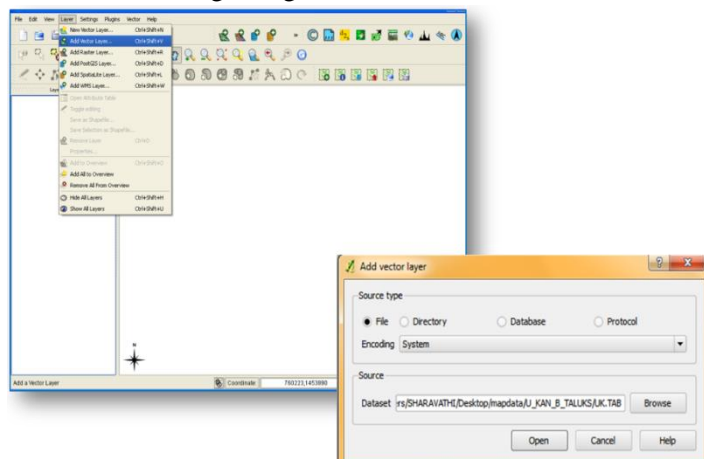 File Edit View Layer Settings Plugins Vector Help
New Vector Layer... Ctrl+Shift+N
Add Vector Layer... Ctrl+Shift+V
Add Raster Layer... Ctrl+Shift+R
Add PostGIS Layer... Ctrl+Shift+D
Add SpatiaLite Layer... Ctrl+Shift+L
Add WMS Layer... Ctrl+Shift+W
Open Attribute Table
Toggle editing
Save as Shapefile...
Save Selection as Shapefile...
Remove Layer Ctrl+D
Properties...
Add to Overview Ctrl+Shift+O
Add All to Overview
Remove All From Overview
Hide All Layers Ctrl+Shift+H
Show All Layers Ctrl+Shift+U
Add a Vector Layer
Coordinate
Add vector layer
Source type
File Directory Database Protocol
Encoding System
Source
Dataset ers/SHARAVATHI/Desktop/mapdata/U_KAN_B_TALUKS/UK.TAB Browse
Open Cancel Help